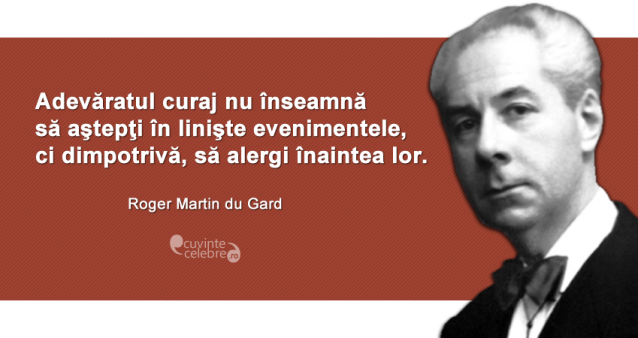 Adevăratul curaj nu înseamnă
să aştepţi în linişte evenimentele,
ci dimpotrivă, să alergi înaintea lor.
Roger Martin du Gard
cuvinte
celebre.ro